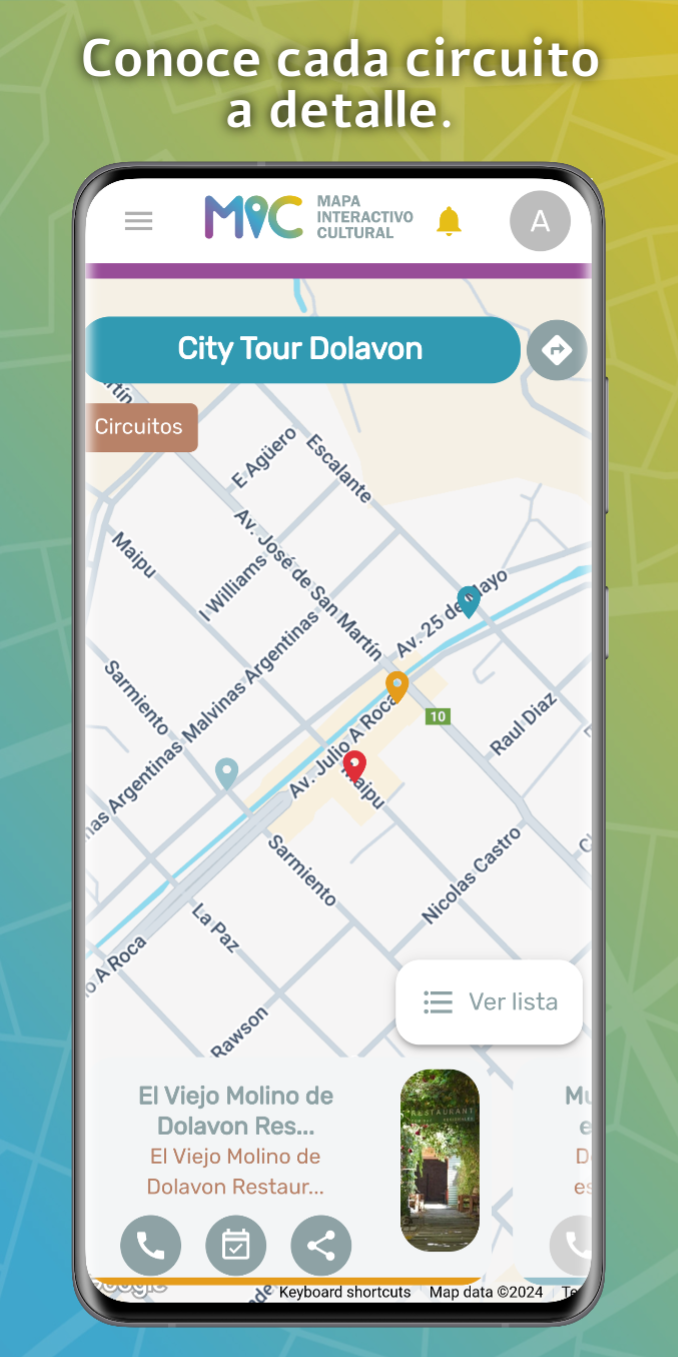 Conoce cada circuito
a detalle.
MIC
MAPA
INTERACTIVO
CULTURAL
A
City Tour Dolavon
Circuitos
E Agüero
Escalante
Maipu
I Williams
Av. José de San Martín
Av. 25 de Mayo
Malvinas Argentinas
nas Argentinas
Sarmiento
10
Raul Diaz
Av. Julio A Roca
Maipu
Sarmiento
Nicolas Castro
La Paz
o A Roca
Rawson
Ver lista
El Viejo Molino de
Dolavon Res...
El Viejo Molino de
Dolavon Restaur...
RESTAURANT
Mu
e
D
es
Google
Keyboard shortcuts
Map data ©2024
Te